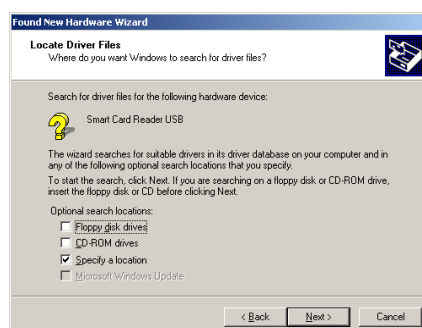 Found New Hardware Wizard
Locate Driver Files
Where do you want Windows to search for driver files?
Search for driver files for the following hardware device:
Smart Card Reader USB
The wizard searches for suitable drivers in its driver database on your computer and in
any of the following optional search locations that you specify.
To start the search, click Next. If you are searching on a floppy disk or CD-ROM drive,
insert the floppy disk or CD before clicking Next.
Optional search locations:
Floppy disk drives
CD-ROM drives
Specify a location
Microsoft Windows Update
< Back
Next >
Cancel